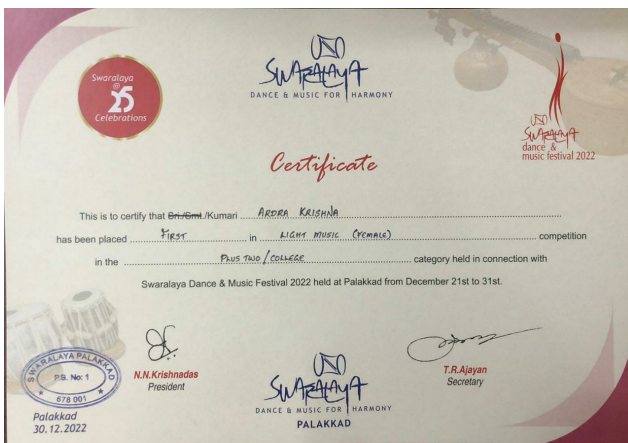 Swaralaya
@
25
Celebrations
SWARALAYA
DANCE & MUSIC FOR HARMONY
SWARALAYA
dance &
music festival 2022
Certificate
This is to certify that Sri./Smt./Kumari ARDRA KRISHNA
has been placed FIRST in LIGHT MUSIC (FEMALE) competition
in the PLUS TWO / COLLEGE category held in connection with
Swaralaya Dance & Music Festival 2022 held at Palakkad from December 21st to 31st.
N.N.Krishnadas
President
T.R.Ajayan
Secretary
SWARALAYA PALAKKAD
P.B. No: 1
678 001
Palakkad
30.12.2022
SWARALAYA
DANCE & MUSIC FOR HARMONY
PALAKKAD